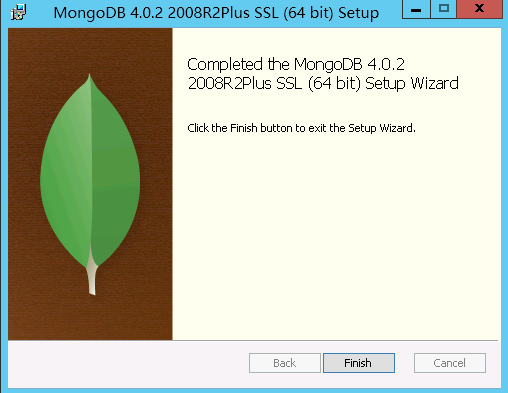 MongoDB 4.0.2 2008R2Plus SSL (64 bit) Setup
Completed the MongoDB 4.0.2
2008R2Plus SSL (64 bit) Setup Wizard
Click the Finish button to exit the Setup Wizard.
Back
Finish
Cancel